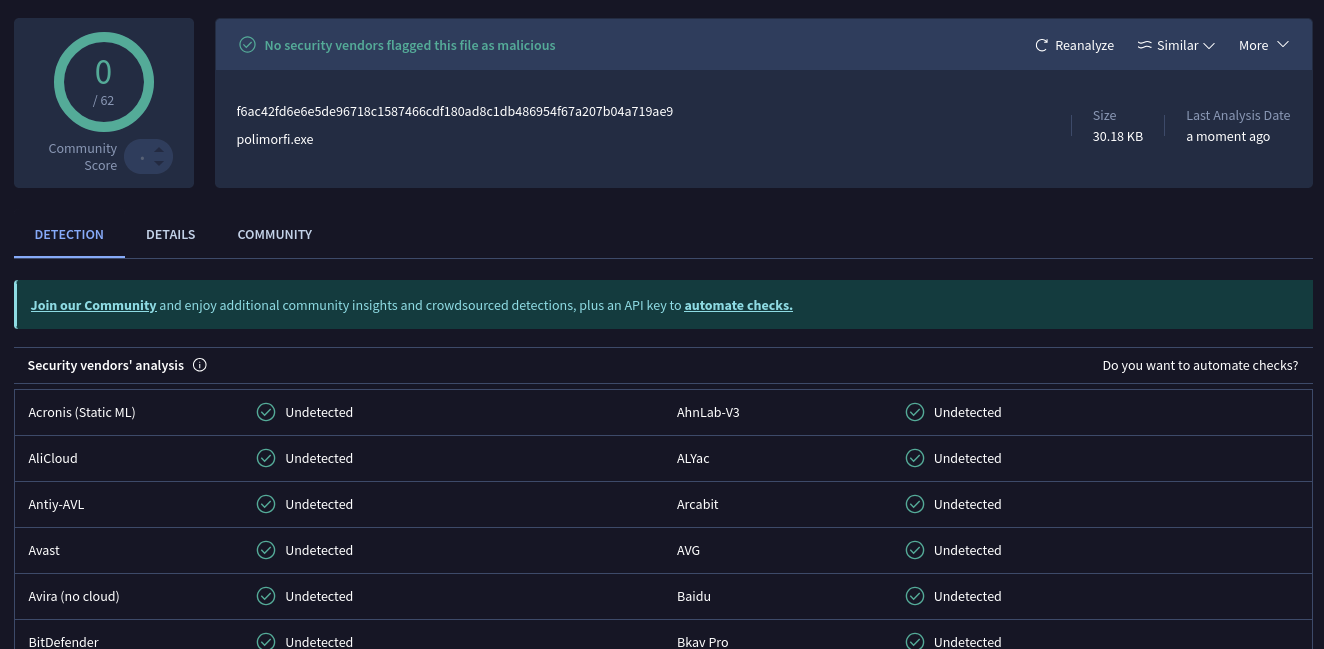 0
/ 62
Community
Score
No security vendors flagged this file as malicious
Reanalyze
Similar
More
f6ac42fd6e6e5de96718c1587466cdf180ad8c1db486954f67a207b04a719ae9
polimorfi.exe
Size
30.18 KB
Last Analysis Date
a moment ago
DETECTION DETAILS COMMUNITY
Join our Community and enjoy additional community insights and crowdsourced detections, plus an API key to automate checks.
Security vendors' analysis Do you want to automate checks?
Acronis (Static ML) Undetected AhnLab-V3 Undetected
AliCloud Undetected ALYac Undetected
Antiy-AVL Undetected Arcabit Undetected
Avast Undetected AVG Undetected
Avira (no cloud) Undetected Baidu Undetected
BitDefender Undetected Bkav Pro Undetected